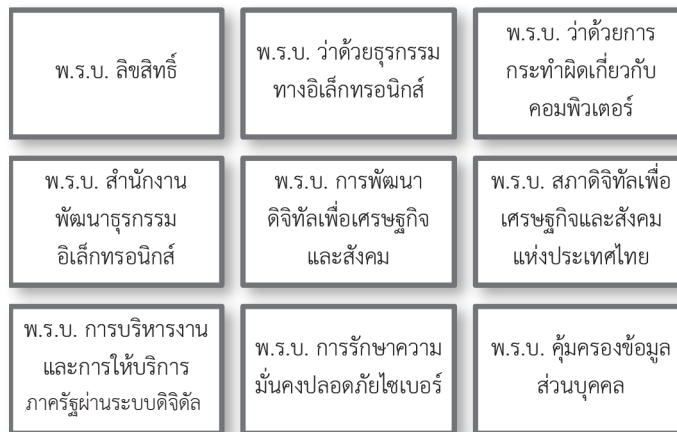 พ.ร.บ. ลิขสิทธิ์
พ.ร.บ. ว่าด้วยธุรกรรม
ทางอิเล็กทรอนิกส์
พ.ร.บ. ว่าด้วยการ
กระทำผิดเกี่ยวกับ
คอมพิวเตอร์
พ.ร.บ. สำนักงาน
พัฒนาธุรกรรม
อิเล็กทรอนิกส์
พ.ร.บ. การพัฒนา
ดิจิทัลเพื่อเศรษฐกิจ
และสังคม
พ.ร.บ. สภาดิจิทัลเพื่อ
เศรษฐกิจและสังคม
แห่งประเทศไทย
พ.ร.บ. การบริหารงาน
และการให้บริการ
ภาครัฐผ่านระบบดิจิดัล
พ.ร.บ. การรักษาความ
มั่นคงปลอดภัยไซเบอร์
พ.ร.บ. คุ้มครองข้อมูล
ส่วนบุคคล